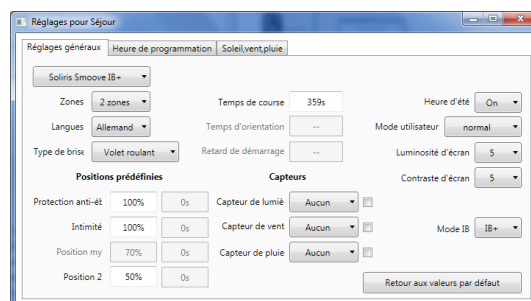 Réglages pour Séjour
Réglages généraux Heure de programmation Soleil,vent,pluie
Soliris Smoove IB+
Zones 2 zones Temps de course 359s Heure d'été On
Langues Allemand Temps d'orientation -- Mode utilisateur normal
Type de brise Volet roulant Retard de démarrage -- Luminosité d'écran 5
Positions prédéfinies Capteurs Contraste d'écran 5
Protection anti-éb 100% 0s Capteur de lumiè Aucun
Intimité 100% 0s Capteur de vent Aucun Mode IB IB+
Position my 70% 0s Capteur de pluie Aucun
Position 2 50% 0s Retour aux valeurs par défaut